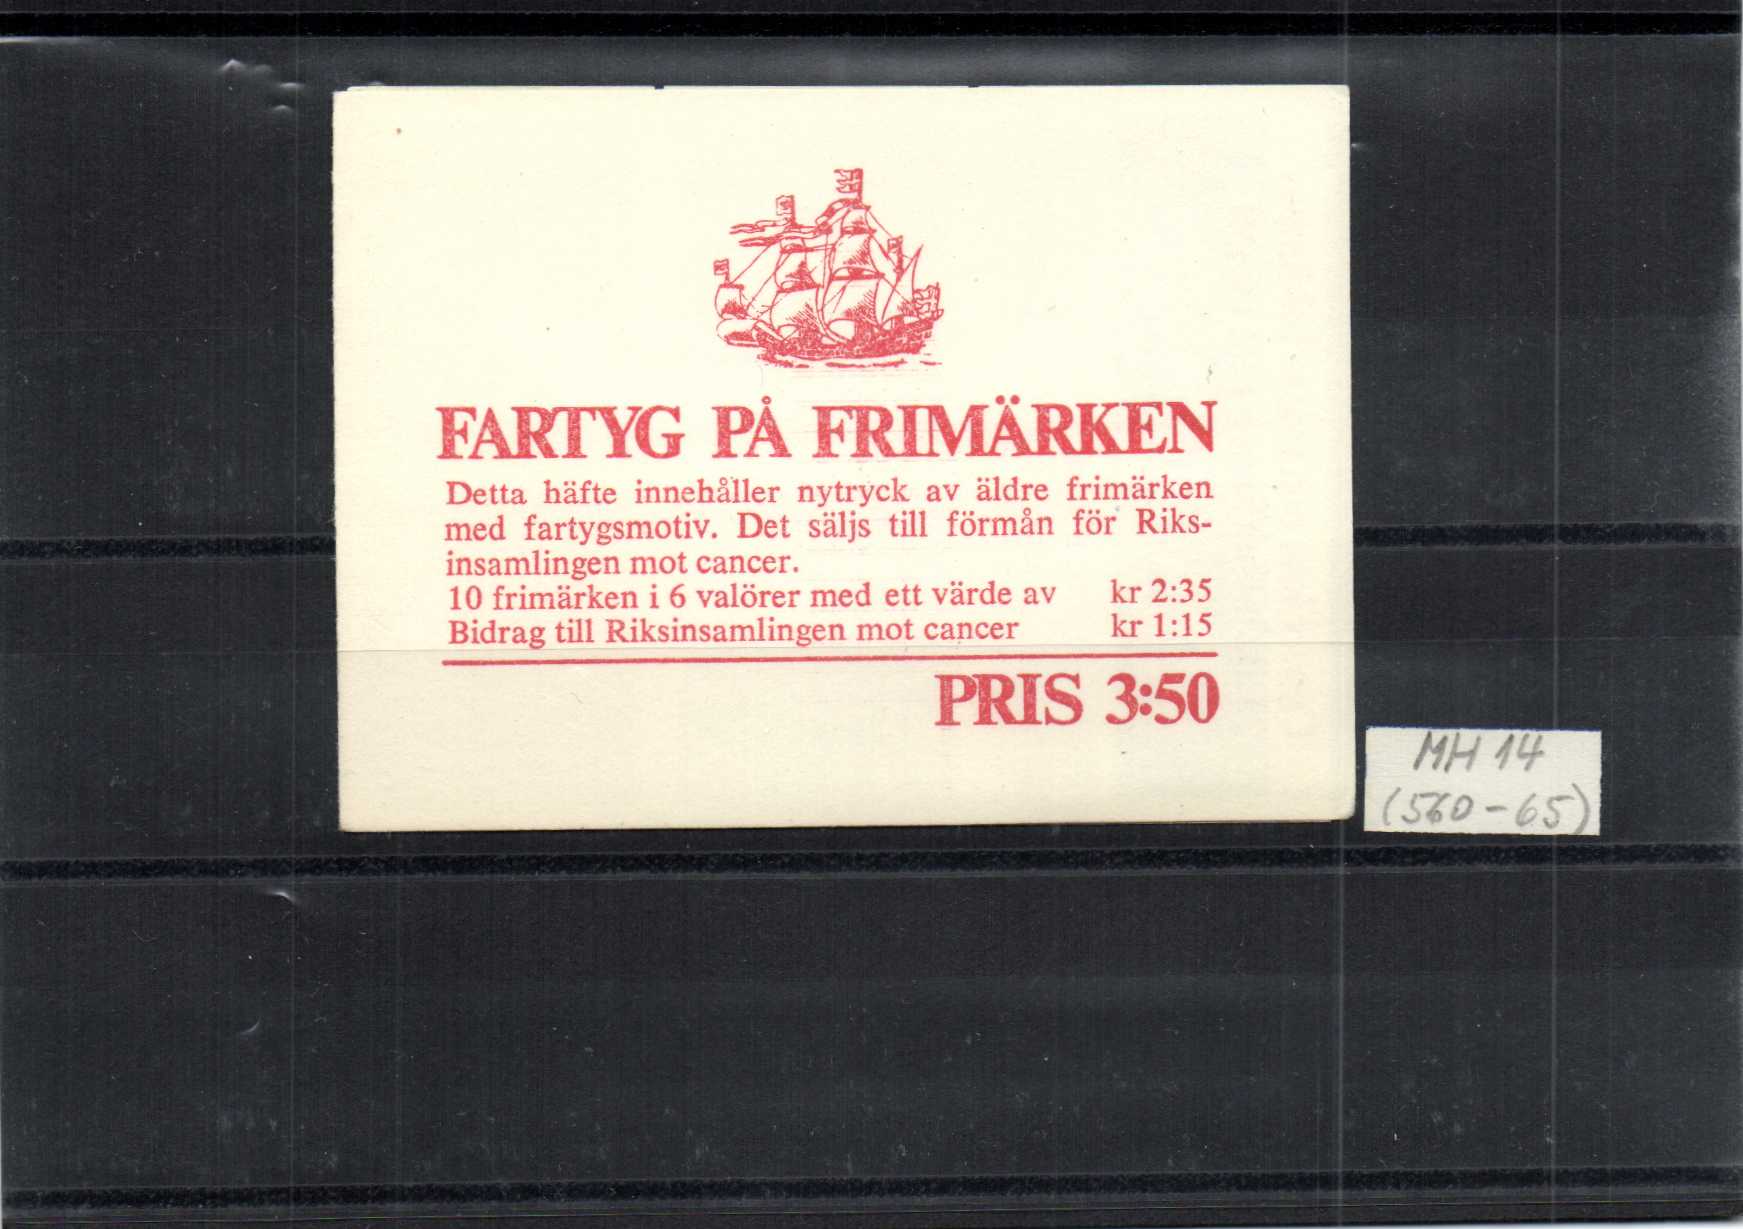 FARTYG PÅ FRIMÄRKEN
Detta häfte innehåller nytryck av äldre frimärken
med fartygsmotiv. Det säljs till förmån för Riks-
insamlingen mot cancer.
10 frimärken i 6 valörer med ett värde av kr 2:35
Bidrag till Riksinsamlingen mot cancer kr 1:15
PRIS 3:50
MH 14
(560-65)